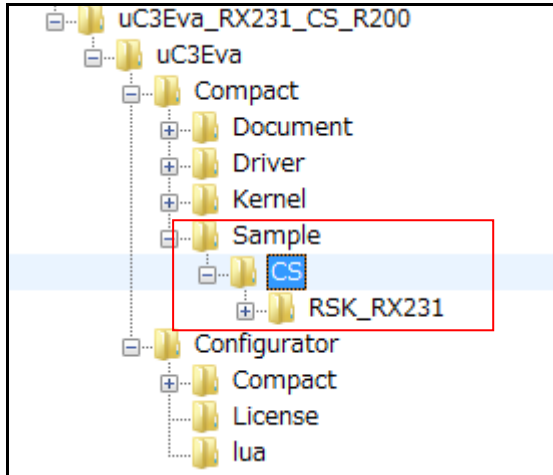 uC3Eva_RX231_CS_R200
uC3Eva
Compact
Document
Driver
Kernel
Sample
CS
RSK_RX231
Configurator
Compact
License
lua